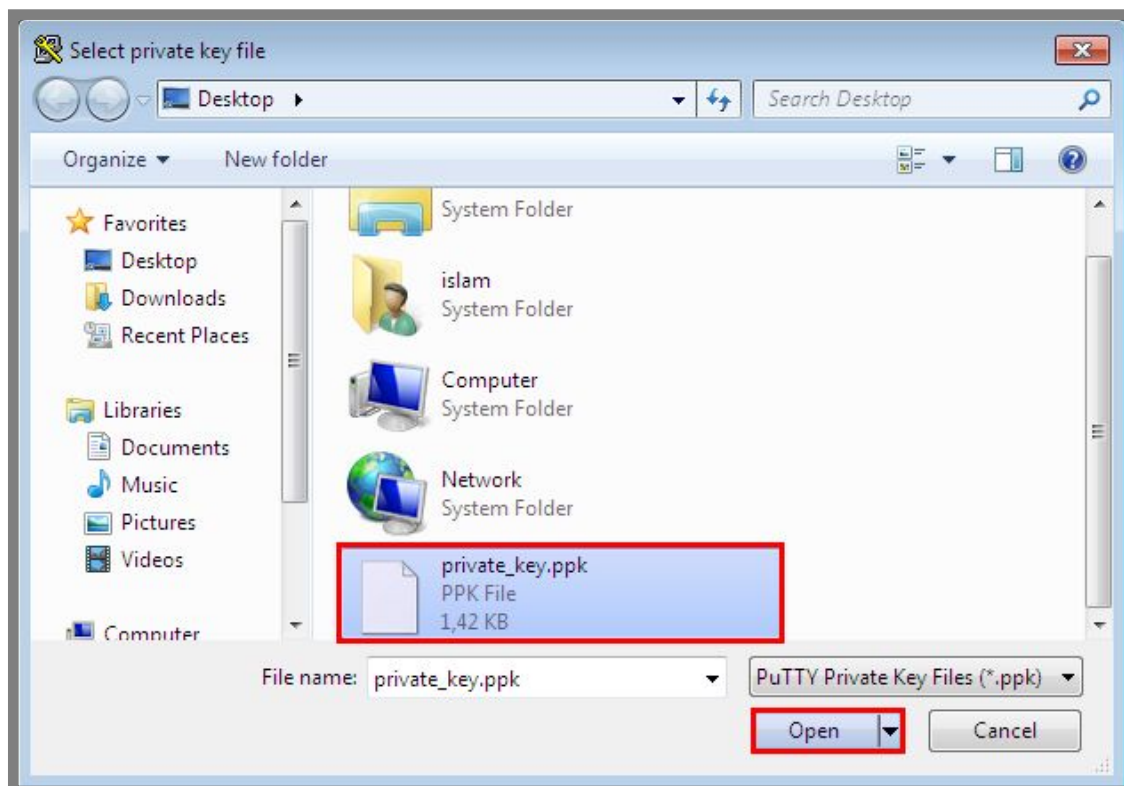 Select private key file
Desktop
Search Desktop
Organize
New folder
Favorites
Desktop
Downloads
Recent Places
Libraries
Documents
Music
Pictures
Videos
Computer
System Folder
islam
System Folder
Computer
System Folder
Network
System Folder
private_key.ppk
PPK File
1,42 KB
File name: private_key.ppk
PuTTY Private Key Files (*.ppk)
Open
Cancel